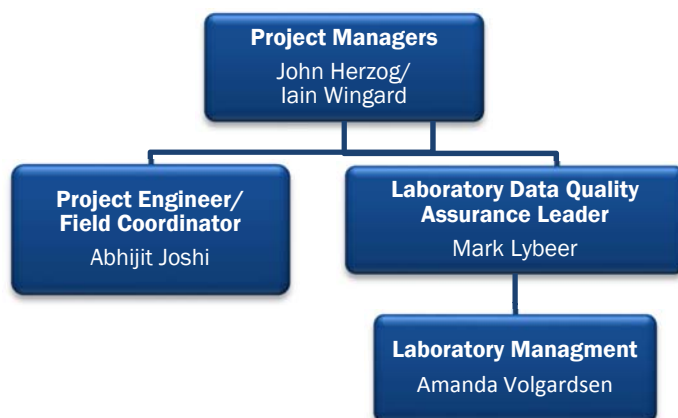 Project Managers
John Herzog/
Iain Wingard
Project Engineer/
Field Coordinator
Abhijit Joshi
Laboratory Data Quality
Assurance Leader
Mark Lybeer
Laboratory Managment
Amanda Volgardsen